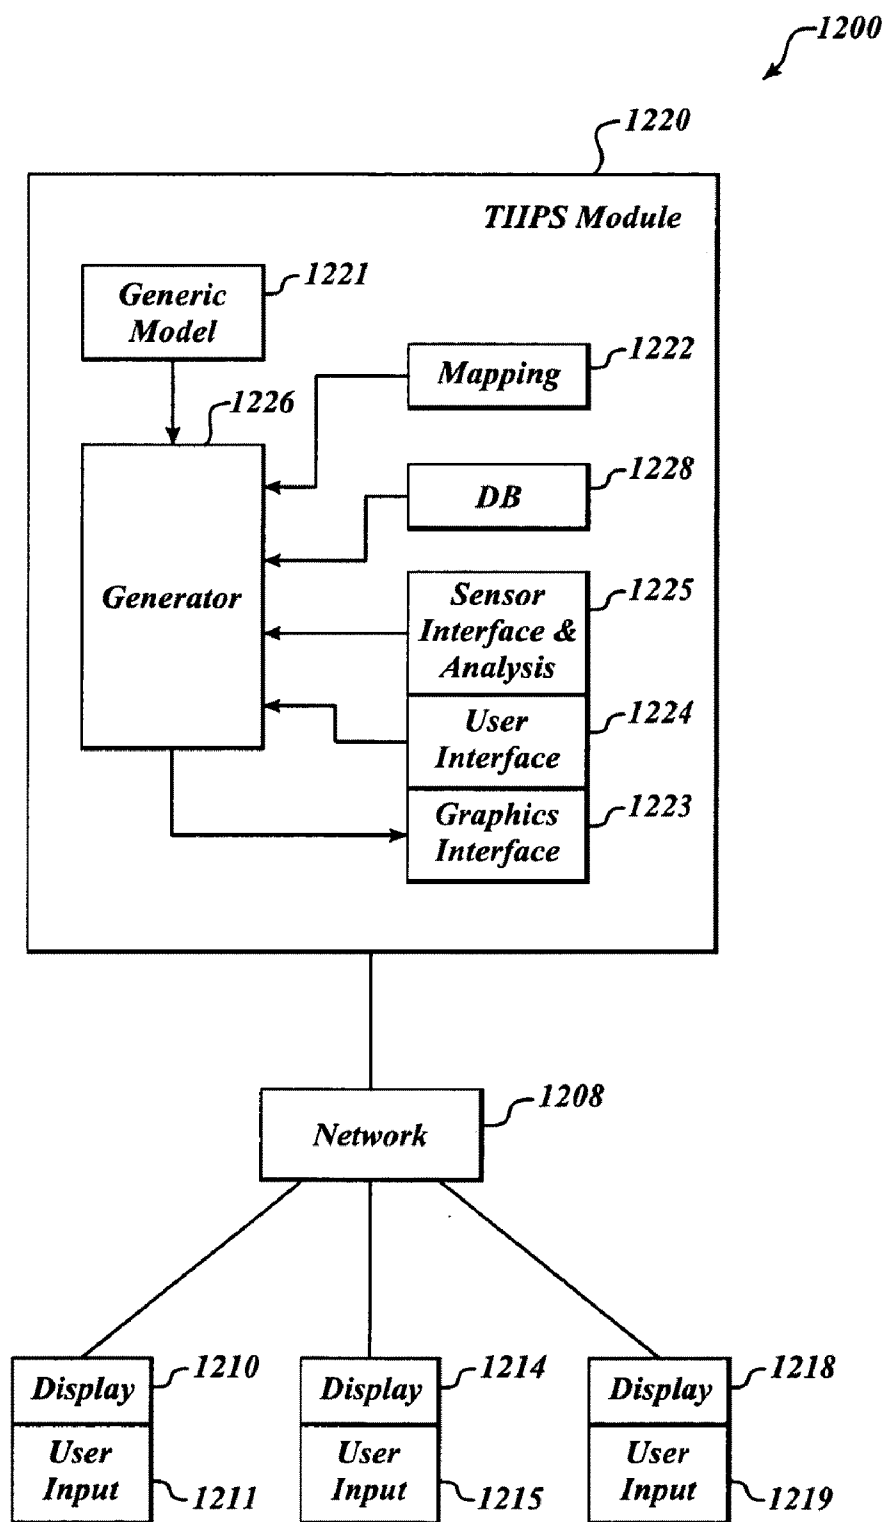 1200
1220
TIIPS Module
1221
Generic
Model
1222
Mapping
1226
1228
DB
Generator
1225
Sensor
Interface &
Analysis
1224
User
Interface
1223
Graphics
Interface
1208
Network
1210
Display
1214
Display
1218
Display
User
Input
1211
User
Input
1215
User
Input
1219